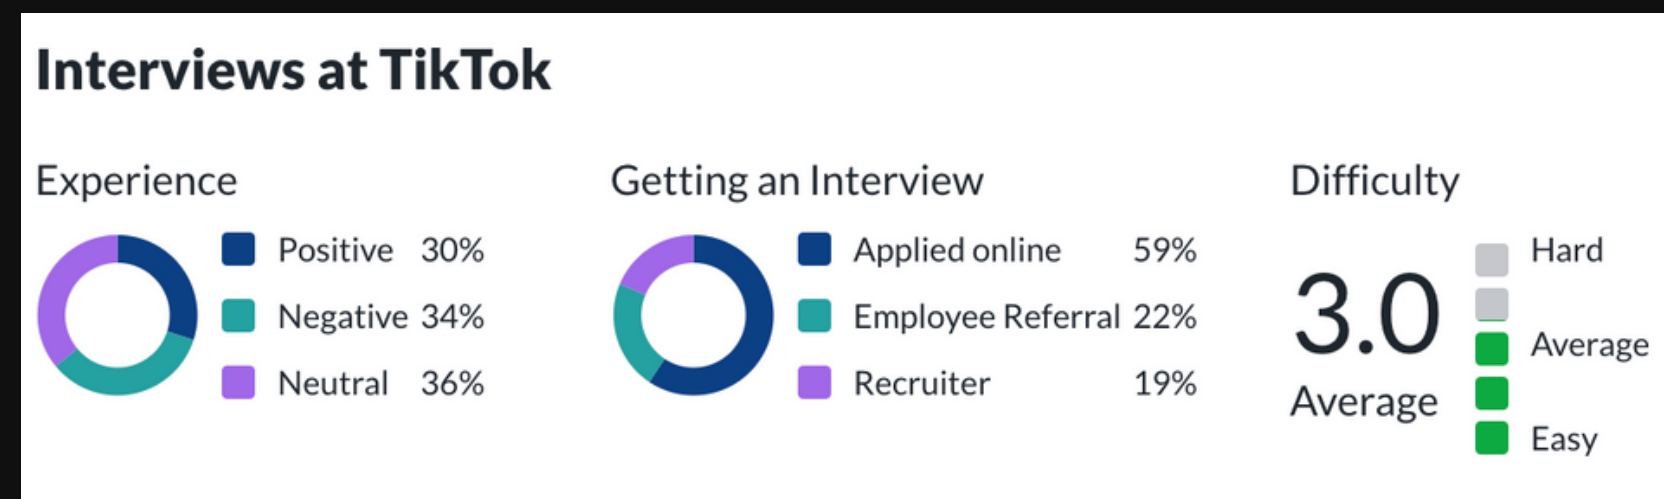 Interviews at TikTok
Experience
Positive 30%
Negative 34%
Neutral 36%
Getting an Interview
Applied online 59%
Employee Referral 22%
Recruiter 19%
Difficulty
3.0
Average
Hard
Average
Easy